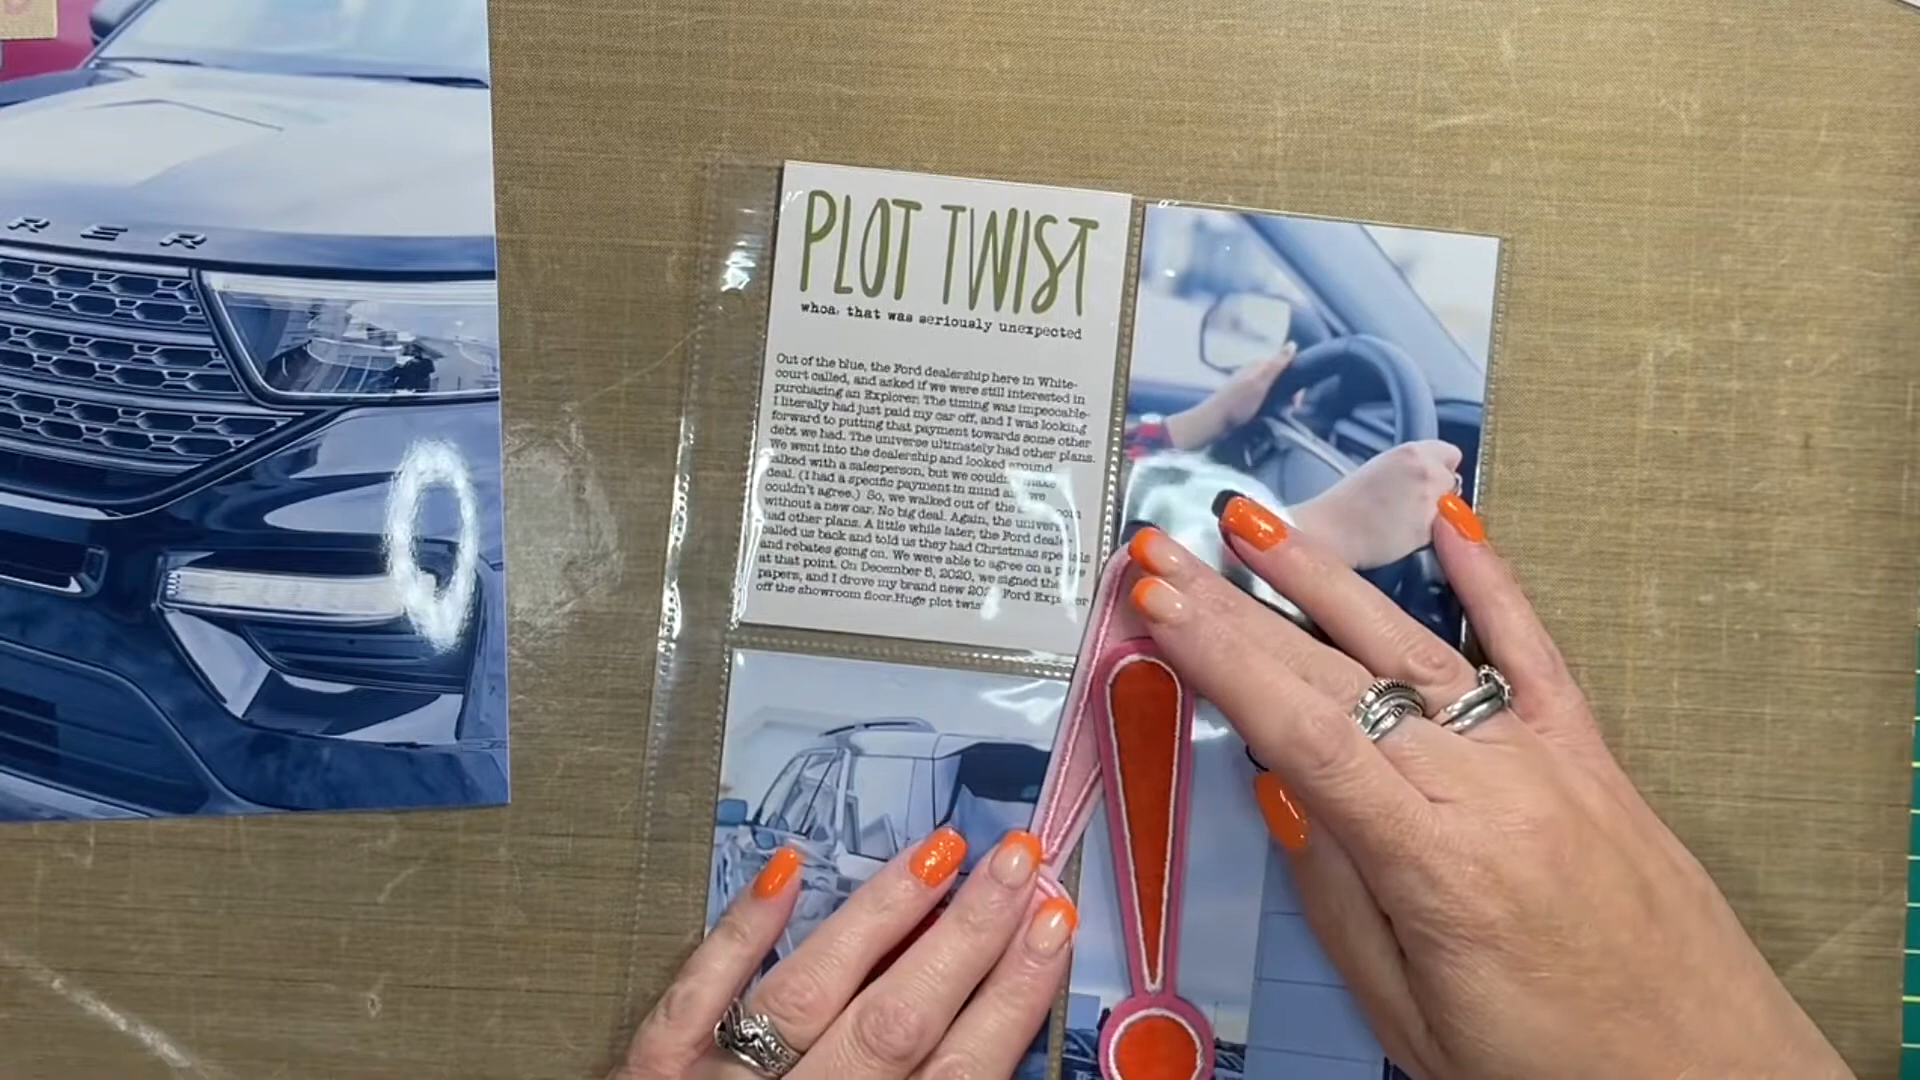 RER
PLOT TWIST
whoa, that was seriously unexpected
Out of the blue, the Ford dealership here in White-
court called, and asked if we were still interested in
purchasing an Explorer. The timing was impeccable-
I literally had just paid my car off, and I was looking
forward to putting that payment towards some other
debt we had. The universe ultimately had other plans.
We went into the dealership and looked around
talked with a salesperson, but we couldn make
deal. (I had a specific payment in mind we
couldn't agree.) So, we walked out of the oom
without a new car. No big deal. Again, the universe
had other plans. A little while later, the Ford dealer
called us back and told us they had Christmas specials
and rebates going on. We were able to agree on a price
at that point. On December 5, 2020, we signed the
papers, and I drove my brand new 202 Ford Explorer
off the showroom floor.Huge plot twis